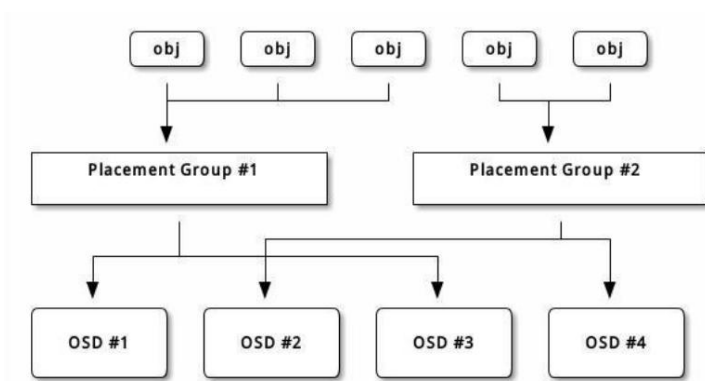 obj obj obj obj obj
Placement Group #1 Placement Group #2
OSD #1 OSD #2 OSD #3 OSD #4